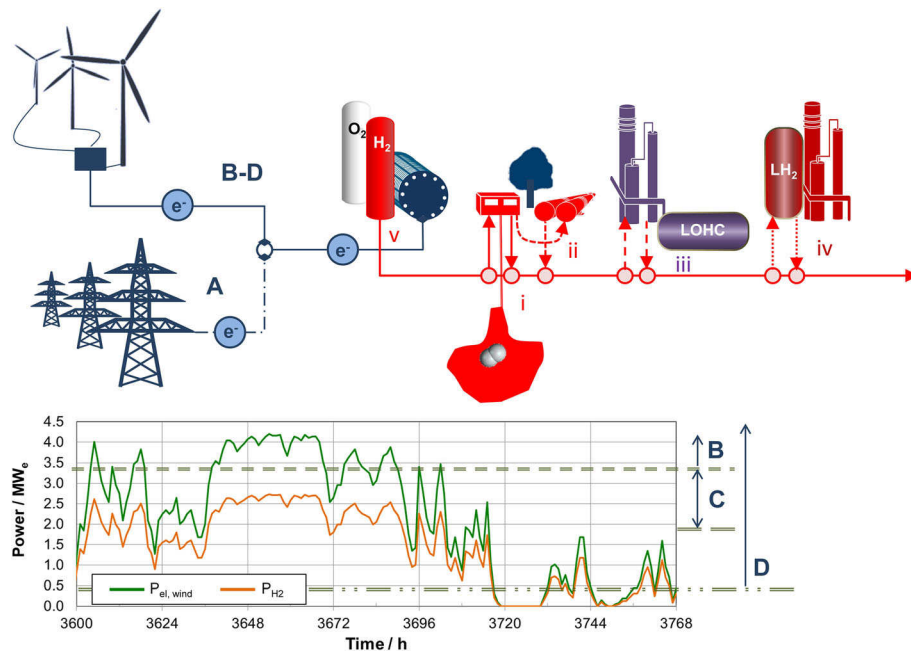 O2
H2
B-D
e-
v
e-
A
e-
i
ii
LOHC
iii
LH2
iv
Power / MWe
4.5
4.0
3.5
3.0
2.5
2.0
1.5
1.0
0.5
0.0
Pel, wind
PH2
3600
3624
3648
3672
3696
3720
3744
3768
Time / h
B
C
D